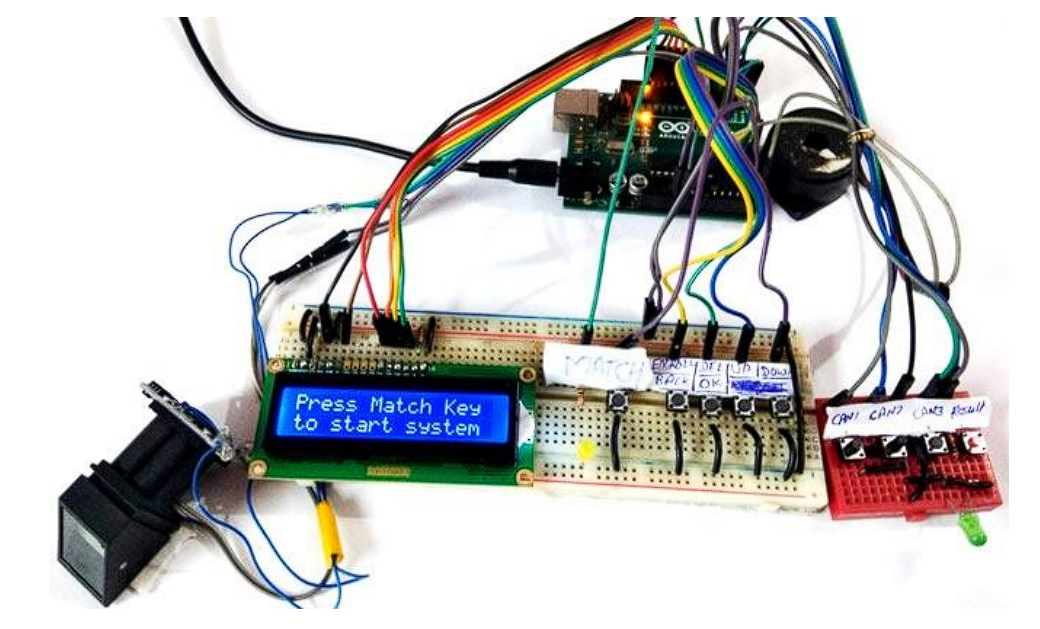 Press Match Key
to start system
MATCH
ENROLL DEL UP DOWN
BACK OK
CAN1 CAN2 CAN3 Result